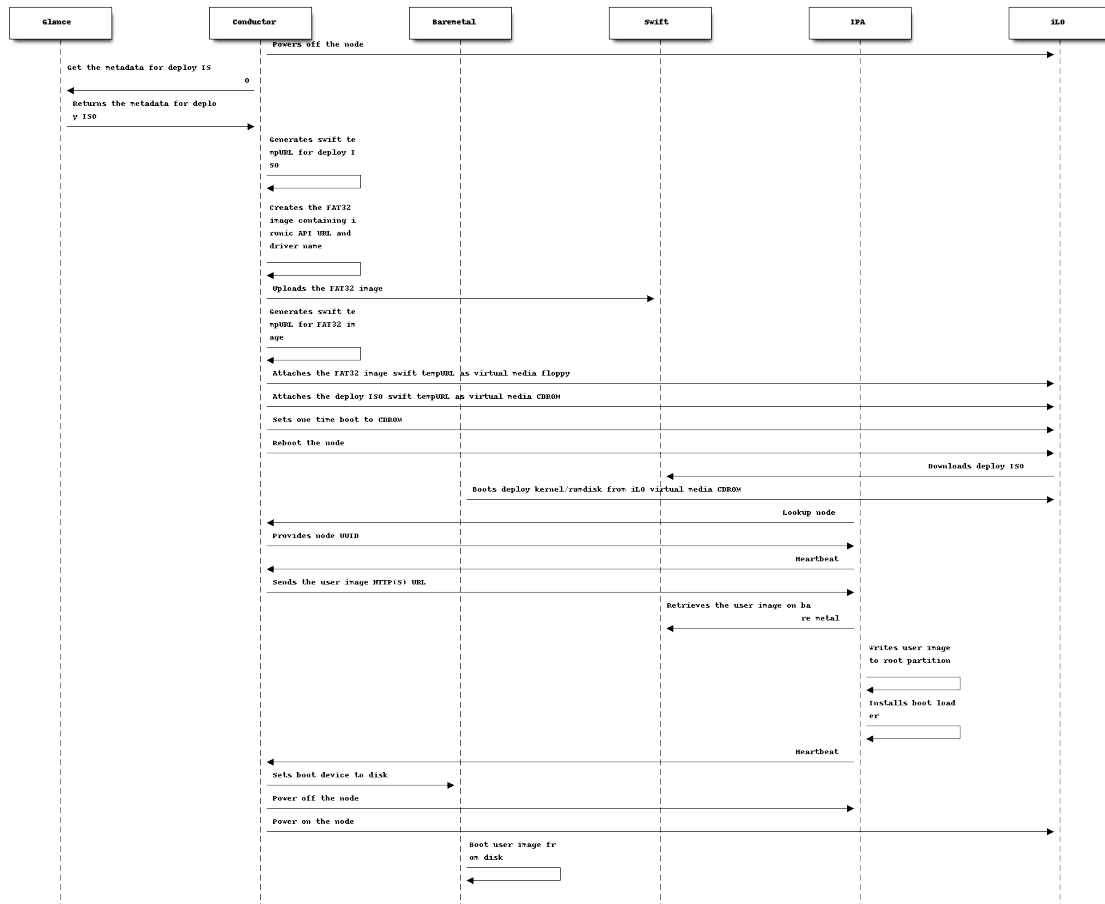 Glance
Conductor
Baremetal
Swift
IPA
iLO
Powers off the node
Get the metadata for deploy IS
O
Returns the metadata for deplo
y ISO
Generates swift te
mpURL for deploy I
SO
Creates the FAT32
image containing i
ronic API URL and
driver name
Uploads the FAT32 image
Generates swift te
mpURL for FAT32 im
age
Attaches the FAT32 image swift tempURL as virtual media floppy
Attaches the deploy ISO swift tempURL as virtual media CDROM
Sets one time boot to CDROM
Reboot the node
Downloads deploy ISO
Boots deploy kernel/ramdisk from iLO virtual media CDROM
Lookup node
Provides node UUID
Heartbeat
Sends the user image HTTP(S) URL
Retrieves the user image on ba
re metal
Writes user image
to root partition
Installs boot load
er
Heartbeat
Sets boot device to disk
Power off the node
Power on the node
Boot user image fr
om disk